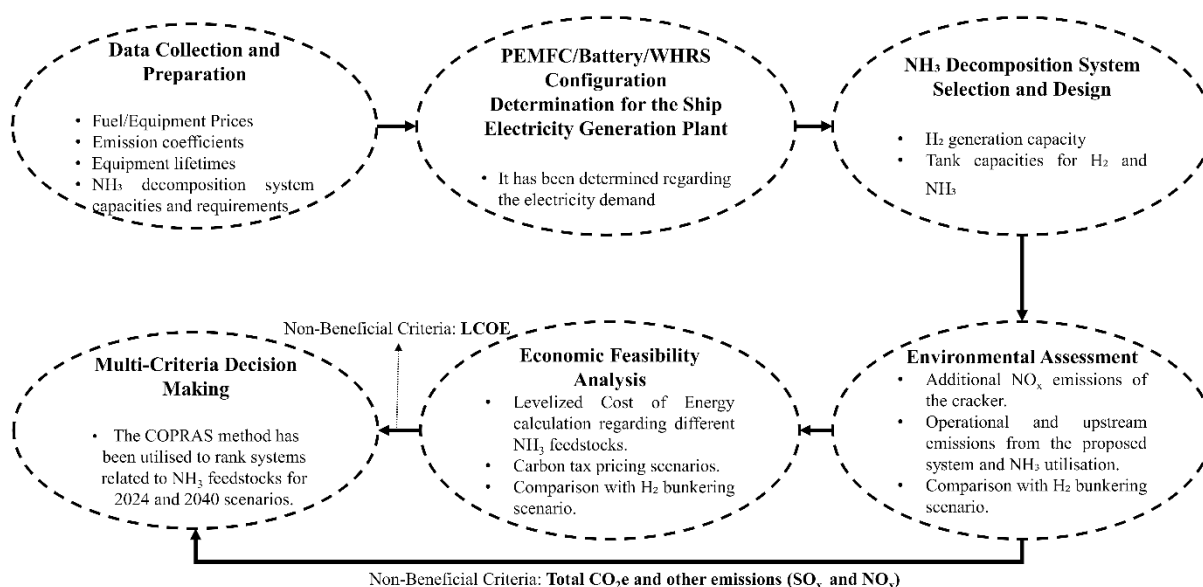 Data Collection and
Preparation
• Fuel/Equipment Prices
• Emission coefficients
• Equipment lifetimes
• NH₃ decomposition system
capacities and requirements
PEMFC/Battery/WHRS
Configuration
Determination for the Ship
Electricity Generation Plant
• It has been determined regarding
the electricity demand
NH₃ Decomposition System
Selection and Design
• H₂ generation capacity
• Tank capacities for H₂ and
NH₃
Non-Beneficial Criteria: LCOE
Multi-Criteria Decision
Making
• The COPRAS method has
been utilised to rank systems
related to NH₃ feedstocks for
2024 and 2040 scenarios.
Economic Feasibility
Analysis
• Levelized Cost of Energy
calculation regarding different
NH₃ feedstocks.
• Carbon tax pricing scenarios.
• Comparison with H₂ bunkering
scenario.
Environmental Assessment
• Additional NOₓ emissions of
the cracker.
• Operational and upstream
emissions from the proposed
system and NH₃ utilisation.
• Comparison with H₂ bunkering
scenario.
Non-Beneficial Criteria: Total CO₂e and other emissions (SOₓ and NOₓ)